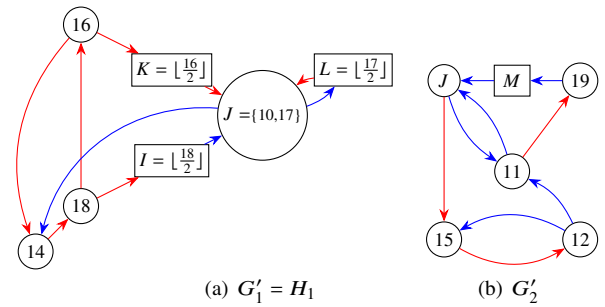 16
K = ⌊16/2⌋
L = ⌊17/2⌋
J ={10,17}
I = ⌊18/2⌋
18
14
(a) G′₁ = H₁
J
M
19
11
15
12
(b) G′₂